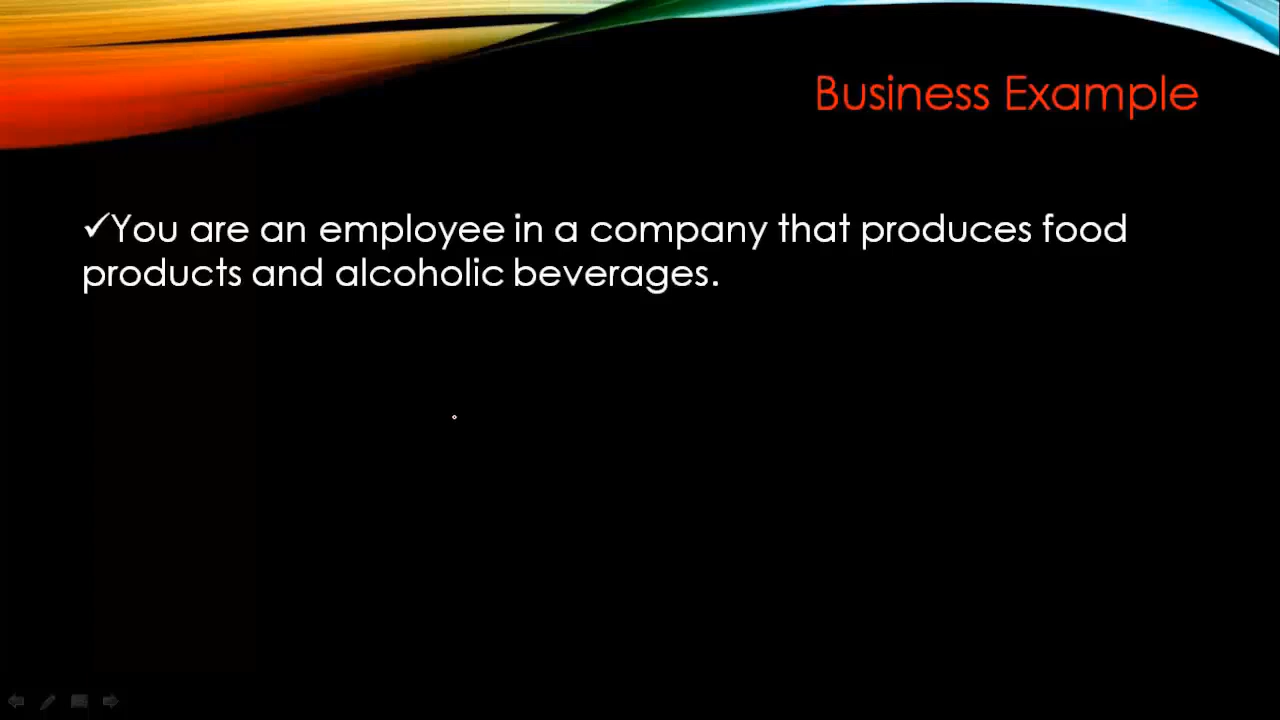 Business Example
✓You are an employee in a company that produces food
products and alcoholic beverages.